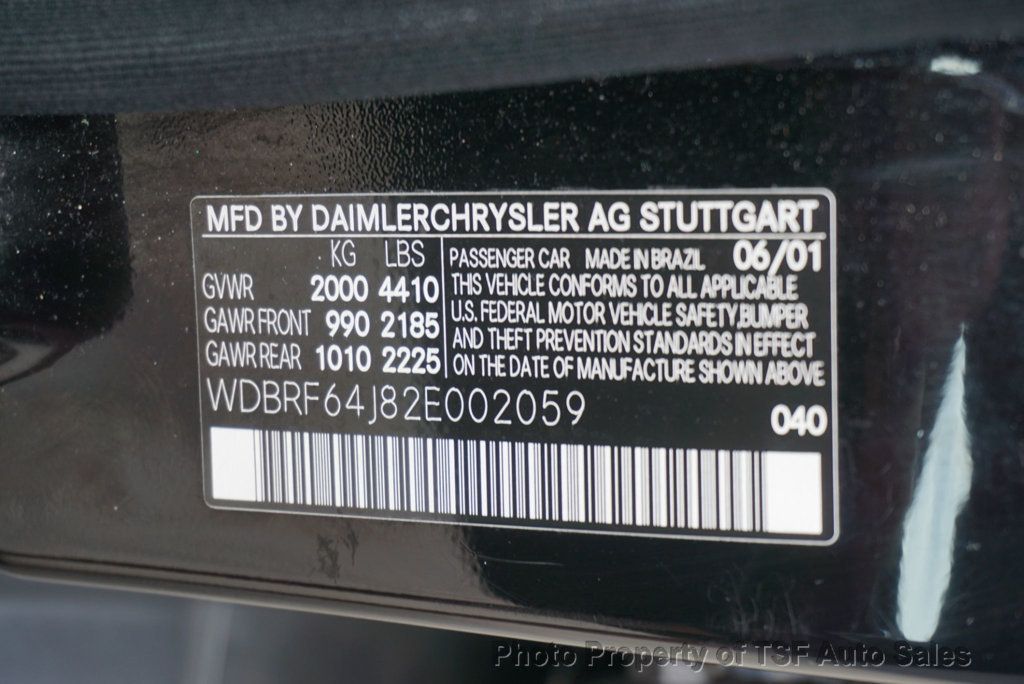 MFD BY DAIMLERCHRYSLER AG STUTTGART
KG LBS
GVWR 2000 4410
GAWR FRONT 990 2185
GAWR REAR 1010 2225
PASSENGER CAR MADE IN BRAZIL 06/01
THIS VEHICLE CONFORMS TO ALL APPLICABLE
U.S. FEDERAL MOTOR VEHICLE SAFETY, BUMPER
AND THEFT PREVENTION STANDARDS IN EFFECT
ON THE DATE OF MANUFACTURE SHOWN ABOVE
WDBRF64J82E002059
040
Photo Property of TSF Auto Sales